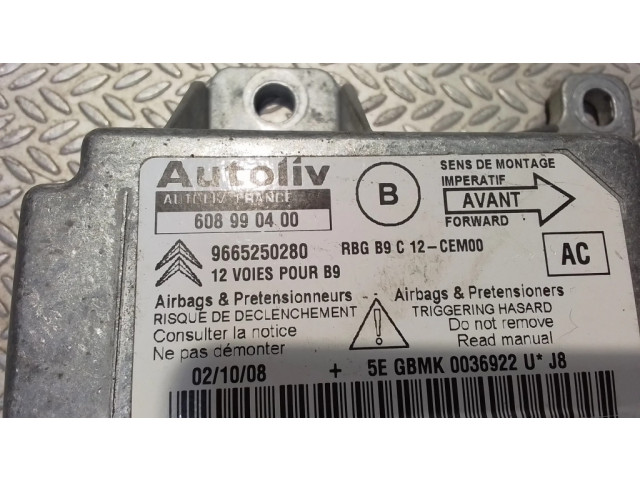 Autoliv
AUTOLIV FRANCE
608 99 04 00
B
SENS DE MONTAGE
IMPERATIF
AVANT
FORWARD
9665250280
RBG B9 C 12-CEM00
12 VOIES POUR B9
AC
Airbags & Pretensionneurs
RISQUE DE DECLENCHEMENT
Consulter la notice
Ne pas démonter
!
Airbags & Pretensioners
TRIGGERING HASARD
Do not remove
Read manual
02/10/08 + 5E GBMK 0036922 U* J8